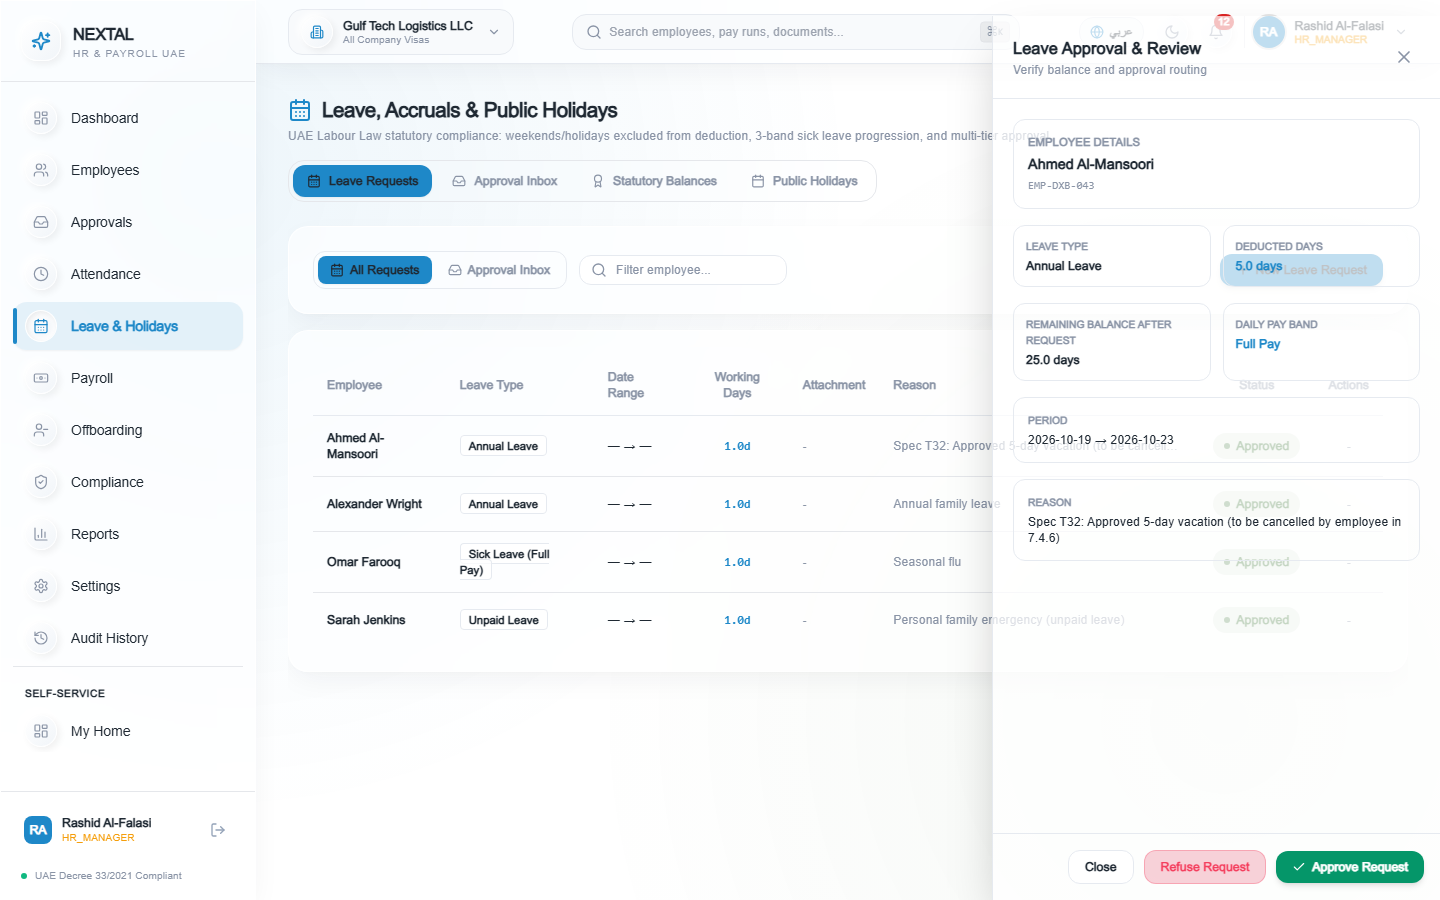 NEXTAL
HR & PAYROLL UAE
Dashboard
Employees
Approvals
Attendance
Leave & Holidays
Payroll
Offboarding
Compliance
Reports
Settings
Audit History
SELF-SERVICE
My Home
RA
Rashid Al-Falasi
HR_MANAGER
UAE Decree 33/2021 Compliant
Gulf Tech Logistics LLC
All Company Visas
Search employees, pay runs, documents...
⌘K
عربي
12
RA
Rashid Al-Falasi
HR_MANAGER
Leave, Accruals & Public Holidays
UAE Labour Law statutory compliance: weekends/holidays excluded from deduction, 3-band sick leave progression, and multi-tier approval.
Leave Requests
Approval Inbox
Statutory Balances
Public Holidays
All Requests
Approval Inbox
Filter employee...
Leave Request
Employee
Leave Type
Date
Range
Working
Days
Attachment
Reason
Status
Actions
Ahmed Al-
Mansoori
Annual Leave
— → —
1.0d
-
Spec T32: Approved 5-day vacation (to be cancell...
Approved
-
Alexander Wright
Annual Leave
— → —
1.0d
-
Annual family leave
Approved
-
Omar Farooq
Sick Leave (Full
Pay)
— → —
1.0d
-
Seasonal flu
Approved
-
Sarah Jenkins
Unpaid Leave
— → —
1.0d
-
Personal family emergency (unpaid leave)
Approved
-
Leave Approval & Review
Verify balance and approval routing
EMPLOYEE DETAILS
Ahmed Al-Mansoori
EMP-DXB-043
LEAVE TYPE
Annual Leave
DEDUCTED DAYS
5.0 days
REMAINING BALANCE AFTER
REQUEST
25.0 days
DAILY PAY BAND
Full Pay
PERIOD
2026-10-19 → 2026-10-23
REASON
Spec T32: Approved 5-day vacation (to be cancelled by employee in
7.4.6)
Close
Refuse Request
Approve Request